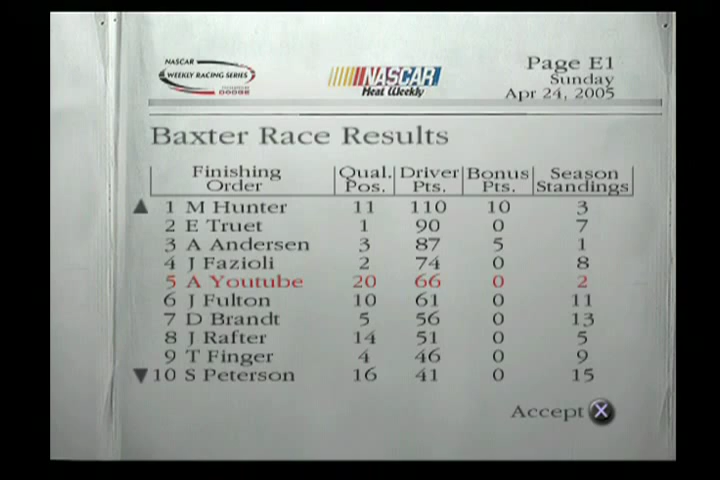 NASCAR
WEEKLY RACING SERIES
DODGE
NASCAR
Heat Weekly
Page E1
Sunday
Apr 24, 2005
Baxter Race Results
Finishing Order Qual. Pos. Driver Pts. Bonus Pts. Season Standings
1 M Hunter 11 110 10 3
2 E Truet 1 90 0 7
3 A Andersen 3 87 5 1
4 J Fazioli 2 74 0 8
5 A Youtube 20 66 0 2
6 J Fulton 10 61 0 11
7 D Brandt 5 56 0 13
8 J Rafter 14 51 0 5
9 T Finger 4 46 0 9
10 S Peterson 16 41 0 15
Accept X